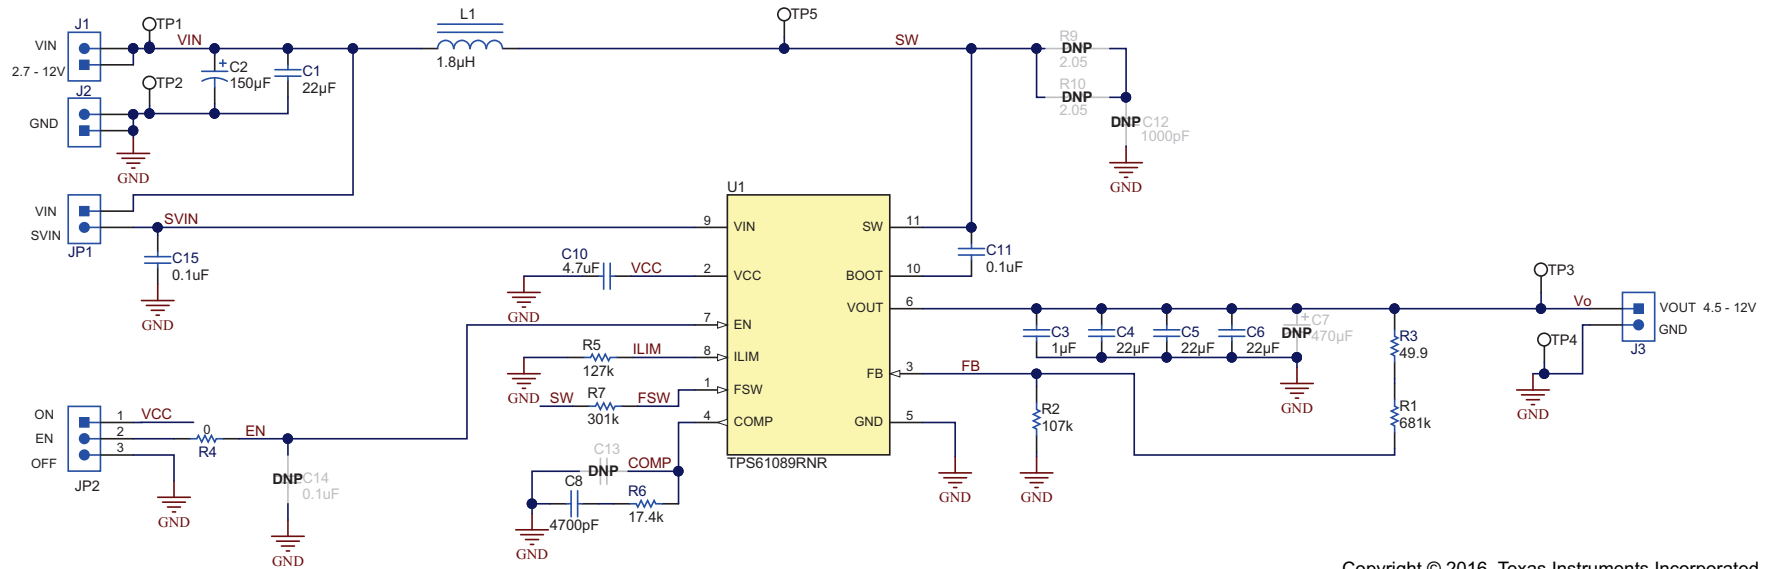 J1
VIN
2.7 - 12V
TP1
VIN
C2
150µF
+
C1
22µF
TP2
J2
GND
GND
L1
1.8µH
TP5
SW
R9
DNP
2.05
R10
DNP
2.05
DNP C12
1000pF
GND
VIN
SVIN
JP1
SVIN
C15
0.1uF
GND
U1
9 VIN
2 VCC
7 EN
8 ILIM
1 FSW
4 COMP
SW 11
BOOT 10
VOUT 6
FB 3
GND 5
TPS61089RNR
C10
4.7uF
VCC
GND
R5
127k
ILIM
GND
SW
R7
301k
FSW
C13
DNP
COMP
C8
4700pF
R6
17.4k
GND
ON
EN
OFF
1
2
3
JP2
VCC
0
R4
EN
GND
DNP C14
0.1uF
GND
C11
0.1uF
C3
1µF
C4
22µF
C5
22µF
C6
22µF
+
C7
DNP 470µF
GND
FB
R2
107k
GND
GND
R3
49.9
R1
681k
TP3
Vo
VOUT 4.5 - 12V
GND
J3
TP4
GND
Copyright © 2016, Texas Instruments Incorporated